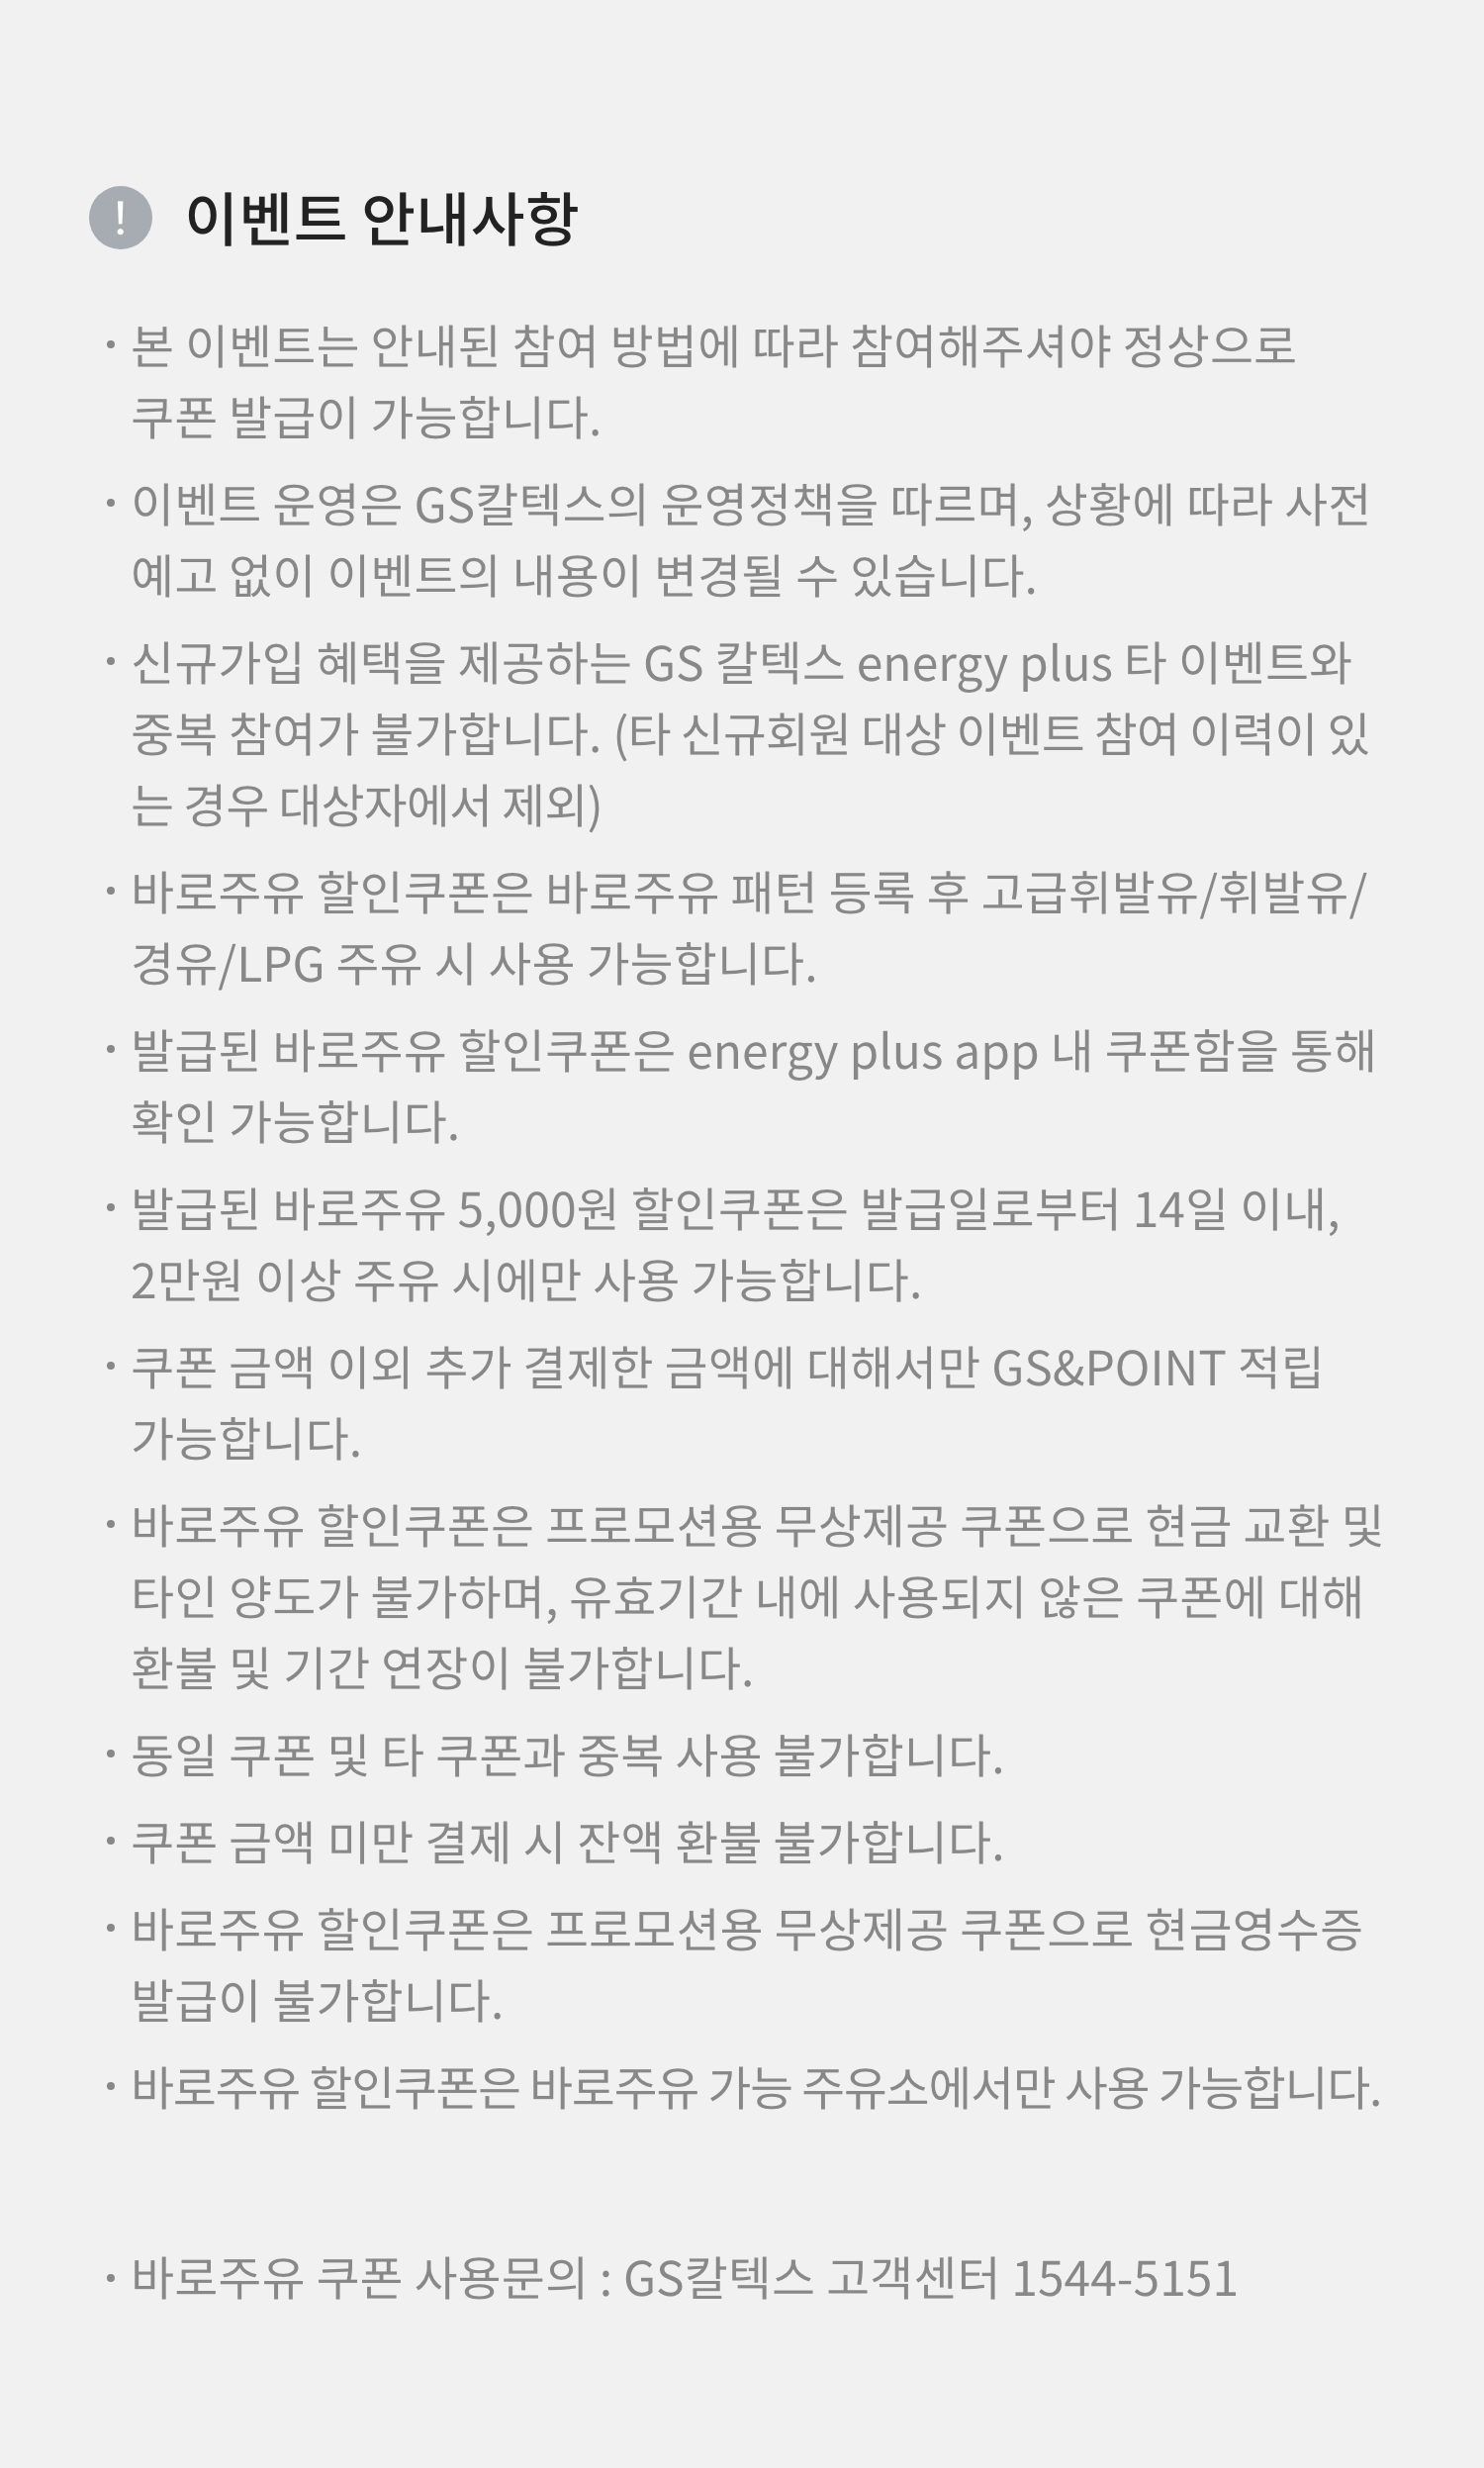 ! 이벤트 안내사항
• 본 이벤트는 안내된 참여 방법에 따라 참여해주셔야 정상으로
쿠폰 발급이 가능합니다.
• 이벤트 운영은 GS칼텍스의 운영정책을 따르며, 상황에 따라 사전
예고 없이 이벤트의 내용이 변경될 수 있습니다.
• 신규가입 혜택을 제공하는 GS 칼텍스 energy plus 타 이벤트와
중복 참여가 불가합니다. (타 신규회원 대상 이벤트 참여 이력이 있
는 경우 대상자에서 제외)
• 바로주유 할인쿠폰은 바로주유 패턴 등록 후 고급휘발유/휘발유/
경유/LPG 주유 시 사용 가능합니다.
• 발급된 바로주유 할인쿠폰은 energy plus app 내 쿠폰함을 통해
확인 가능합니다.
• 발급된 바로주유 5,000원 할인쿠폰은 발급일로부터 14일 이내,
2만원 이상 주유 시에만 사용 가능합니다.
• 쿠폰 금액 이외 추가 결제한 금액에 대해서만 GS&POINT 적립
가능합니다.
• 바로주유 할인쿠폰은 프로모션용 무상제공 쿠폰으로 현금 교환 및
타인 양도가 불가하며, 유효기간 내에 사용되지 않은 쿠폰에 대해
환불 및 기간 연장이 불가합니다.
• 동일 쿠폰 및 타 쿠폰과 중복 사용 불가합니다.
• 쿠폰 금액 미만 결제 시 잔액 환불 불가합니다.
• 바로주유 할인쿠폰은 프로모션용 무상제공 쿠폰으로 현금영수증
발급이 불가합니다.
• 바로주유 할인쿠폰은 바로주유 가능 주유소에서만 사용 가능합니다.
• 바로주유 쿠폰 사용문의 : GS칼텍스 고객센터 1544-5151